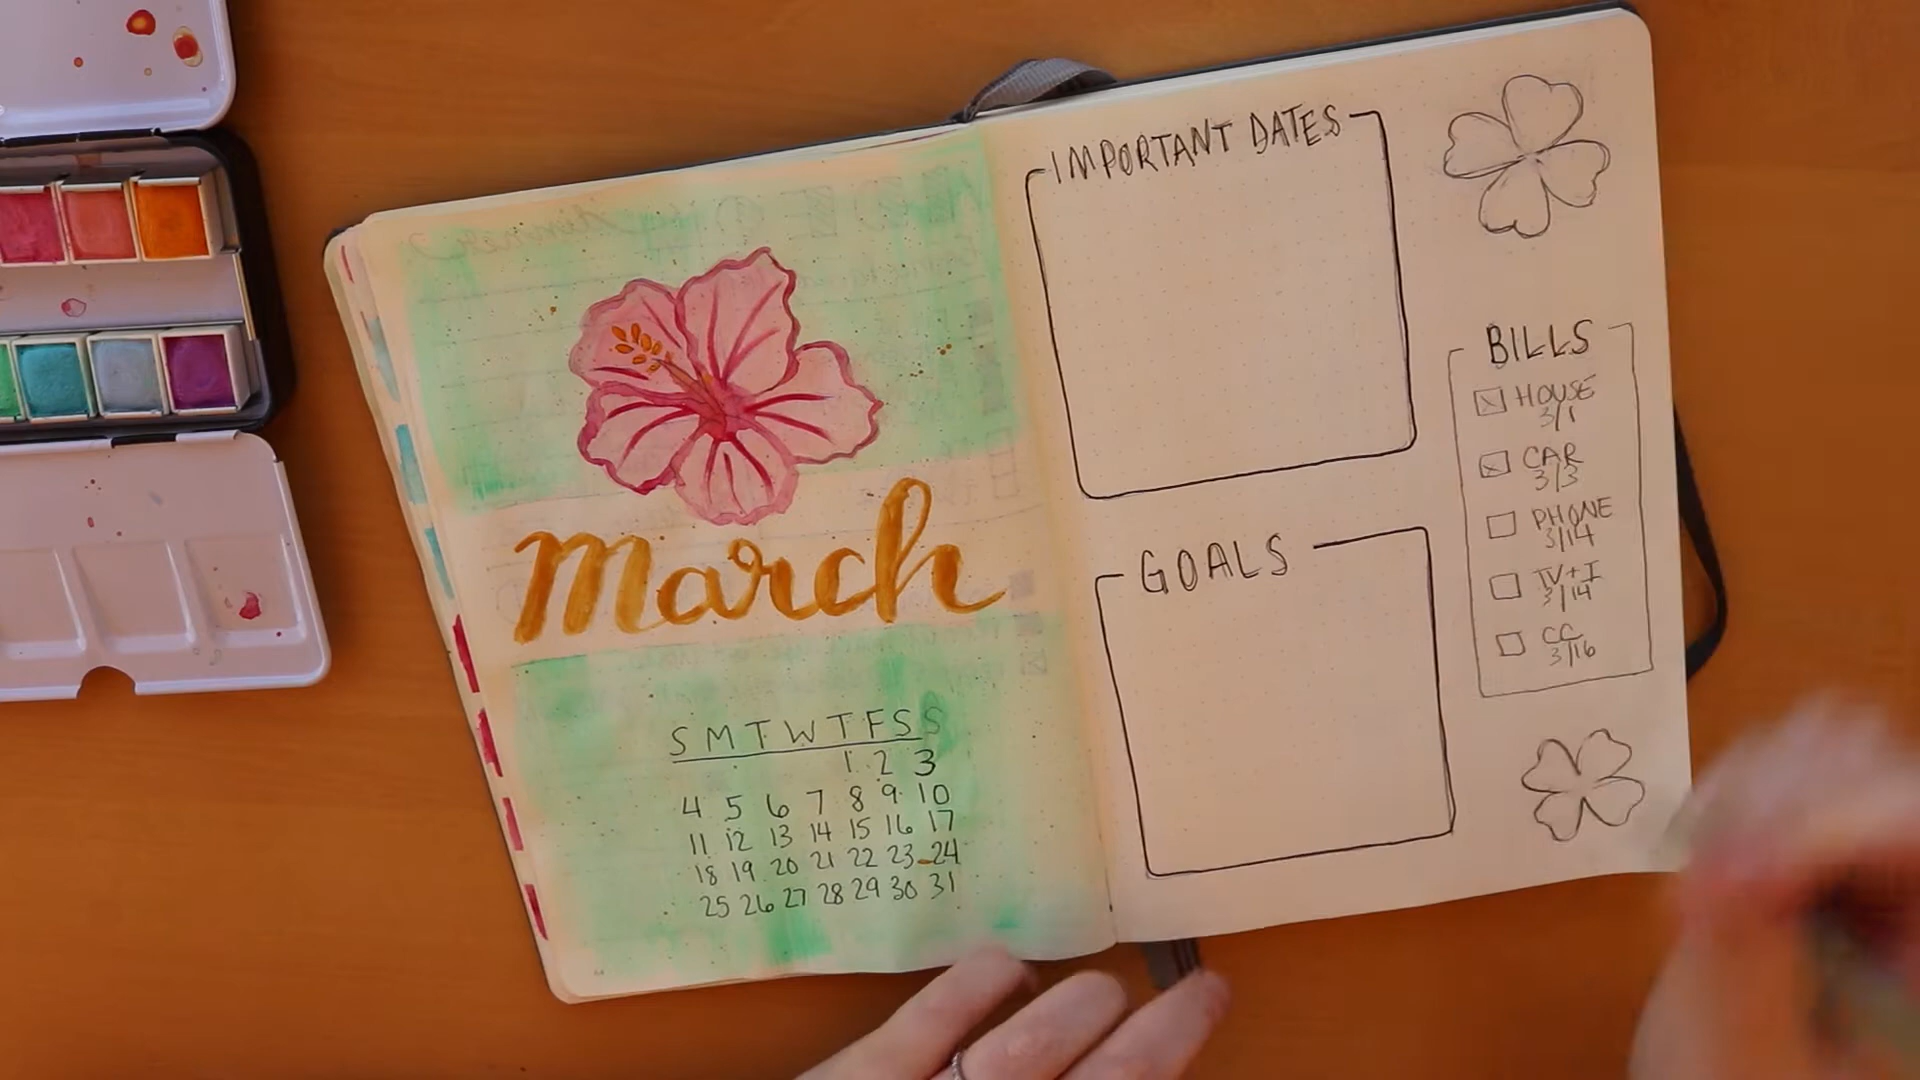 March
S M T W T F S S
1 2 3
4 5 6 7 8 9 10
11 12 13 14 15 16 17
18 19 20 21 22 23 24
25 26 27 28 29 30 31
IMPORTANT DATES
GOALS
BILLS
HOUSE
3/1
CAR
3/3
PHONE
3/14
TV+I
3/14
CC
3/16